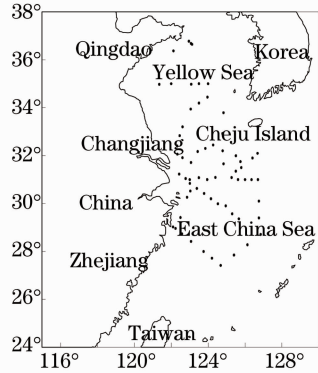 38°
36°
34°
32°
30°
28°
26°
24°
Qingdao
Korea
Yellow Sea
Changjiang
Cheju Island
China
East China Sea
Zhejiang
Taiwan
116°
120°
124°
128°